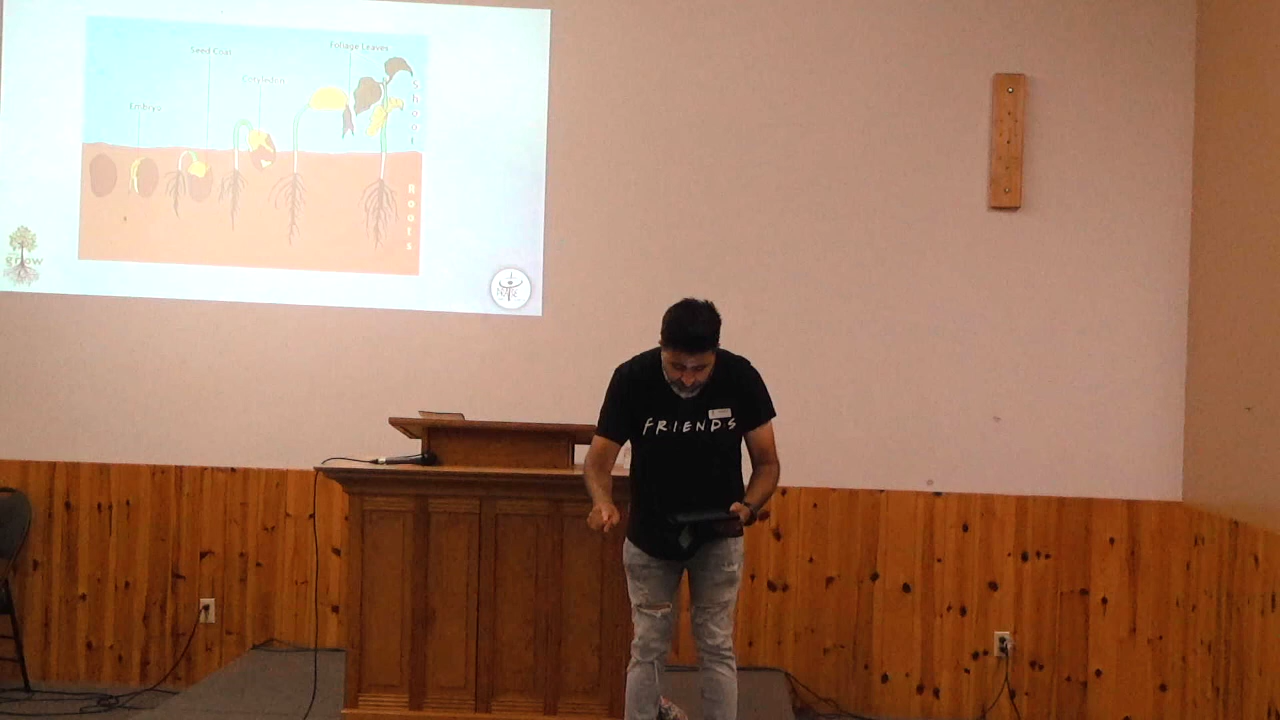 Seed Coat
Foliage Leaves
Cotyledon
Embryo
Shoot
Roots
grow
FRIENDS